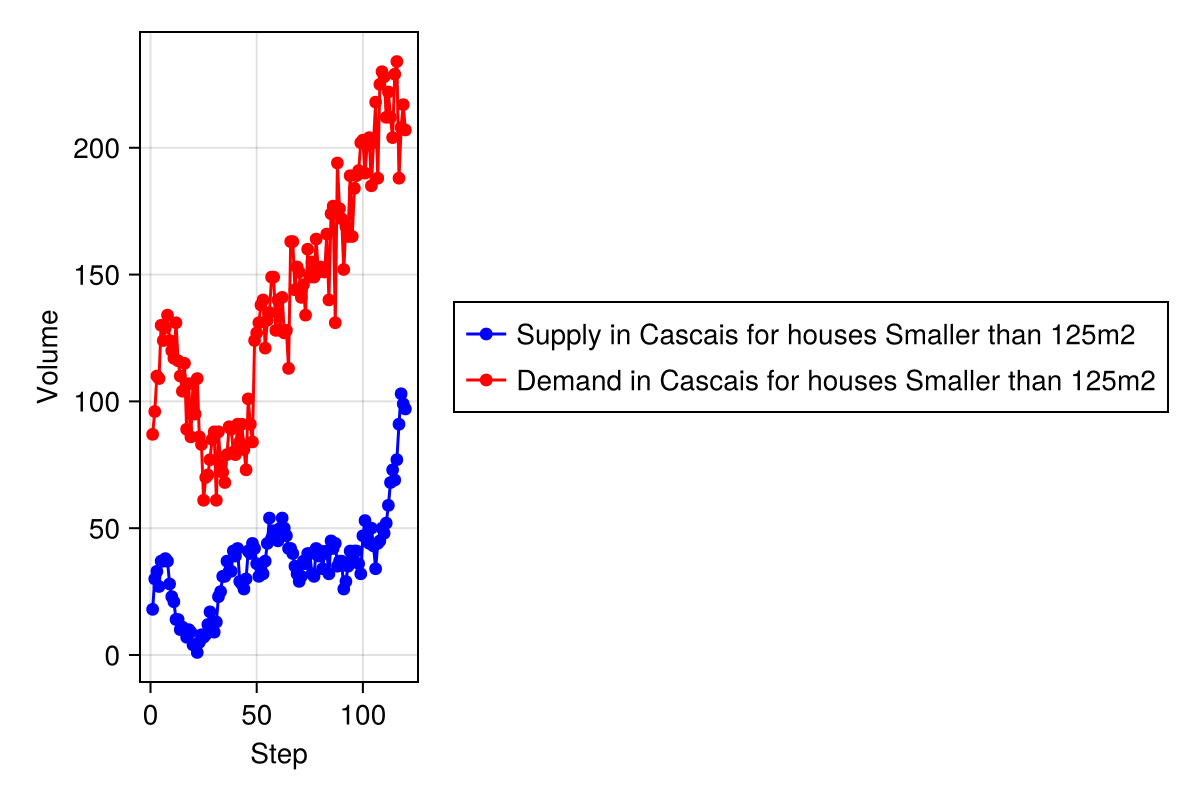 200
150
100
50
0
Volume
0 50 100
Step
Supply in Cascais for houses Smaller than 125m2
Demand in Cascais for houses Smaller than 125m2